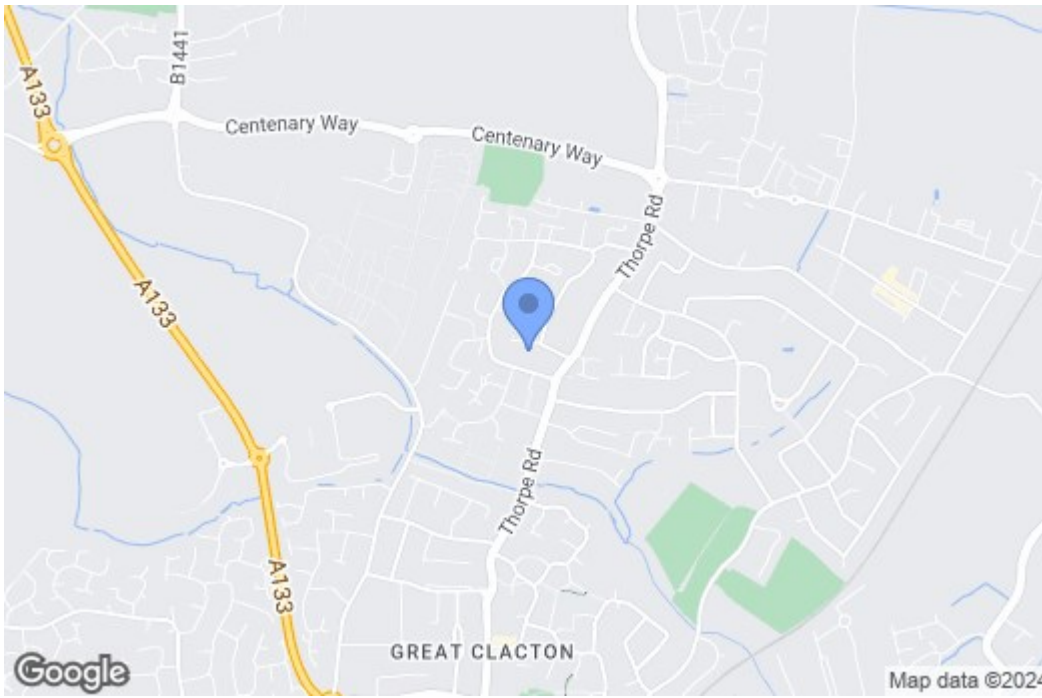 A133
B1441
Centenary Way
Centenary Way
Thorpe Rd
A133
Thorpe Rd
A133
GREAT CLACTON
Google
Map data ©2024